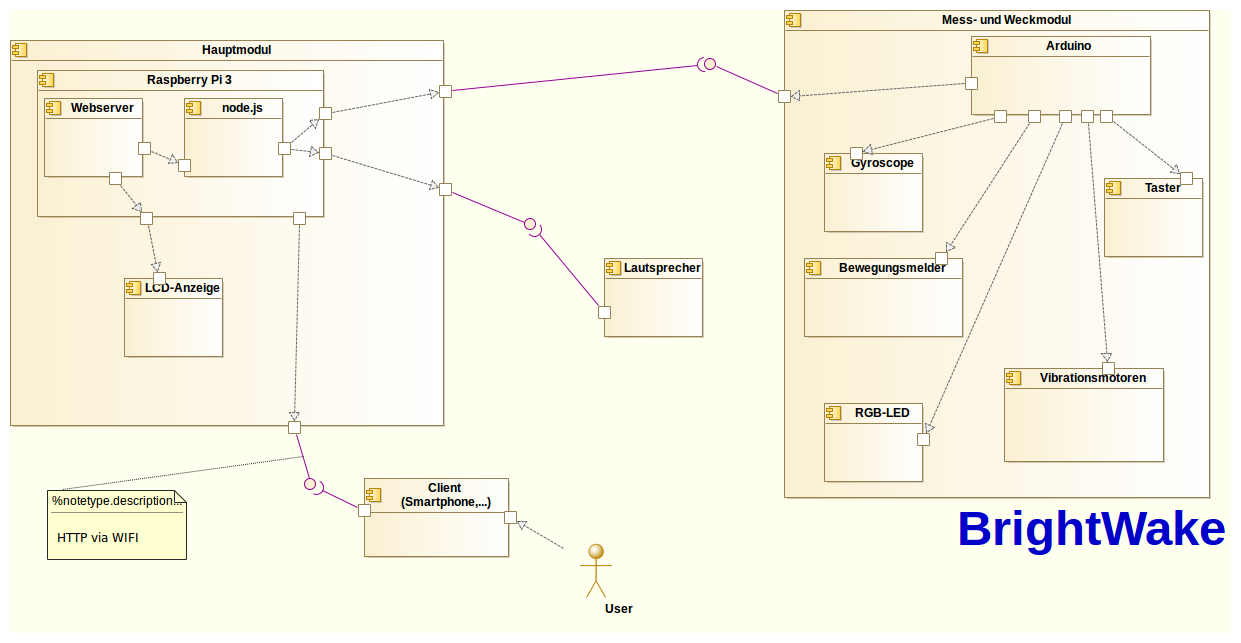 Mess- und Weckmodul
Hauptmodul
Arduino
Raspberry Pi 3
Webserver
node.js
Gyroscope
Taster
Bewegungsmelder
Lautsprecher
LCD-Anzeige
Vibrationsmotoren
RGB-LED
Client
(Smartphone,...)
%notetype.description...
HTTP via WIFI
BrightWake
User